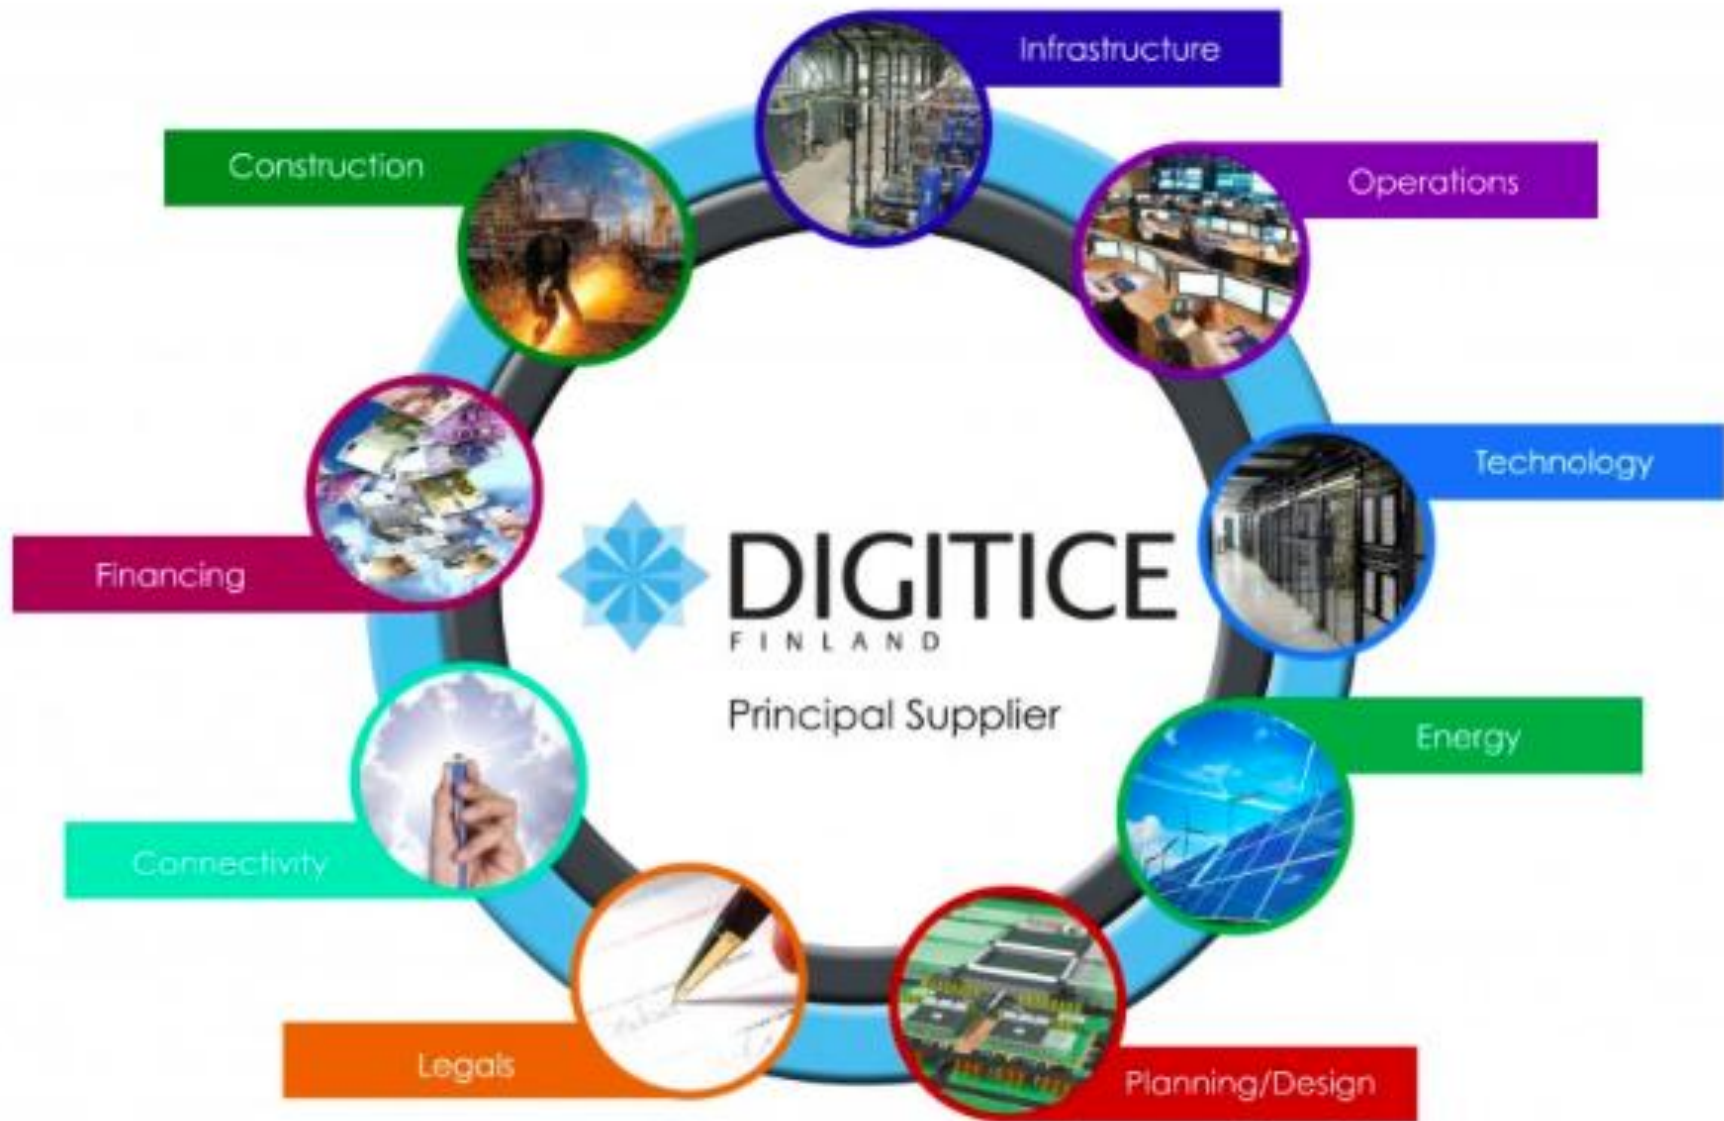 Infrastructure
Construction
Operations
Technology
Financing
DIGITICE
FINLAND
Principal Supplier
Energy
Connectivity
Legals
Planning/Design